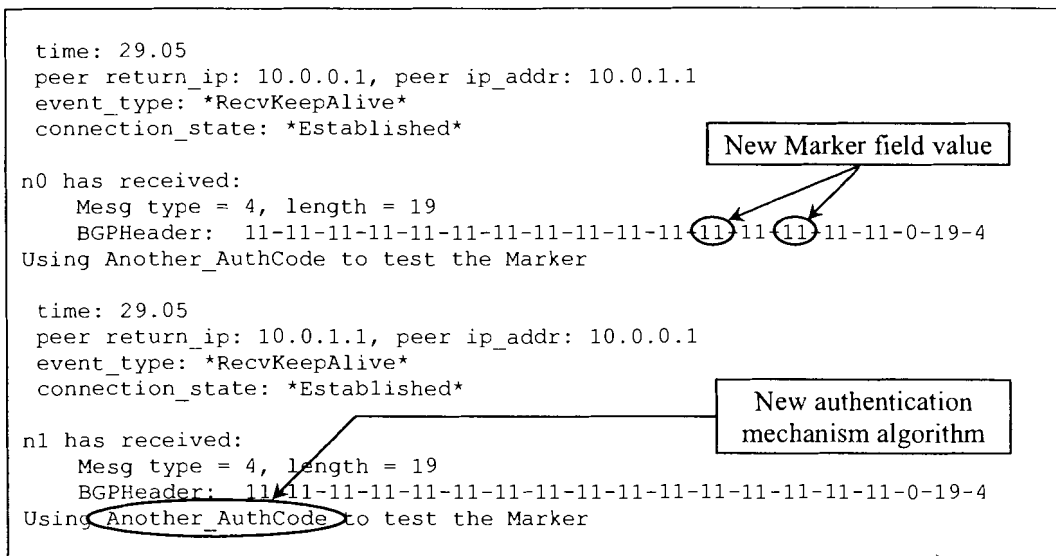 time: 29.05
peer return_ip: 10.0.0.1, peer ip_addr: 10.0.1.1
event_type: *RecvKeepAlive*
connection_state: *Established*
New Marker field value
n0 has received:
Mesg type = 4, length = 19
BGPHeader: 11-11-11-11-11-11-11-11-11-11-11-11-11-11-11-11-0-19-4
Using Another_AuthCode to test the Marker
time: 29.05
peer return_ip: 10.0.1.1, peer ip_addr: 10.0.0.1
event_type: *RecvKeepAlive*
connection_state: *Established*
New authentication
mechanism algorithm
n1 has received:
Mesg type = 4, length = 19
BGPHeader: 11-11-11-11-11-11-11-11-11-11-11-11-11-11-11-11-0-19-4
Using Another_AuthCode to test the Marker